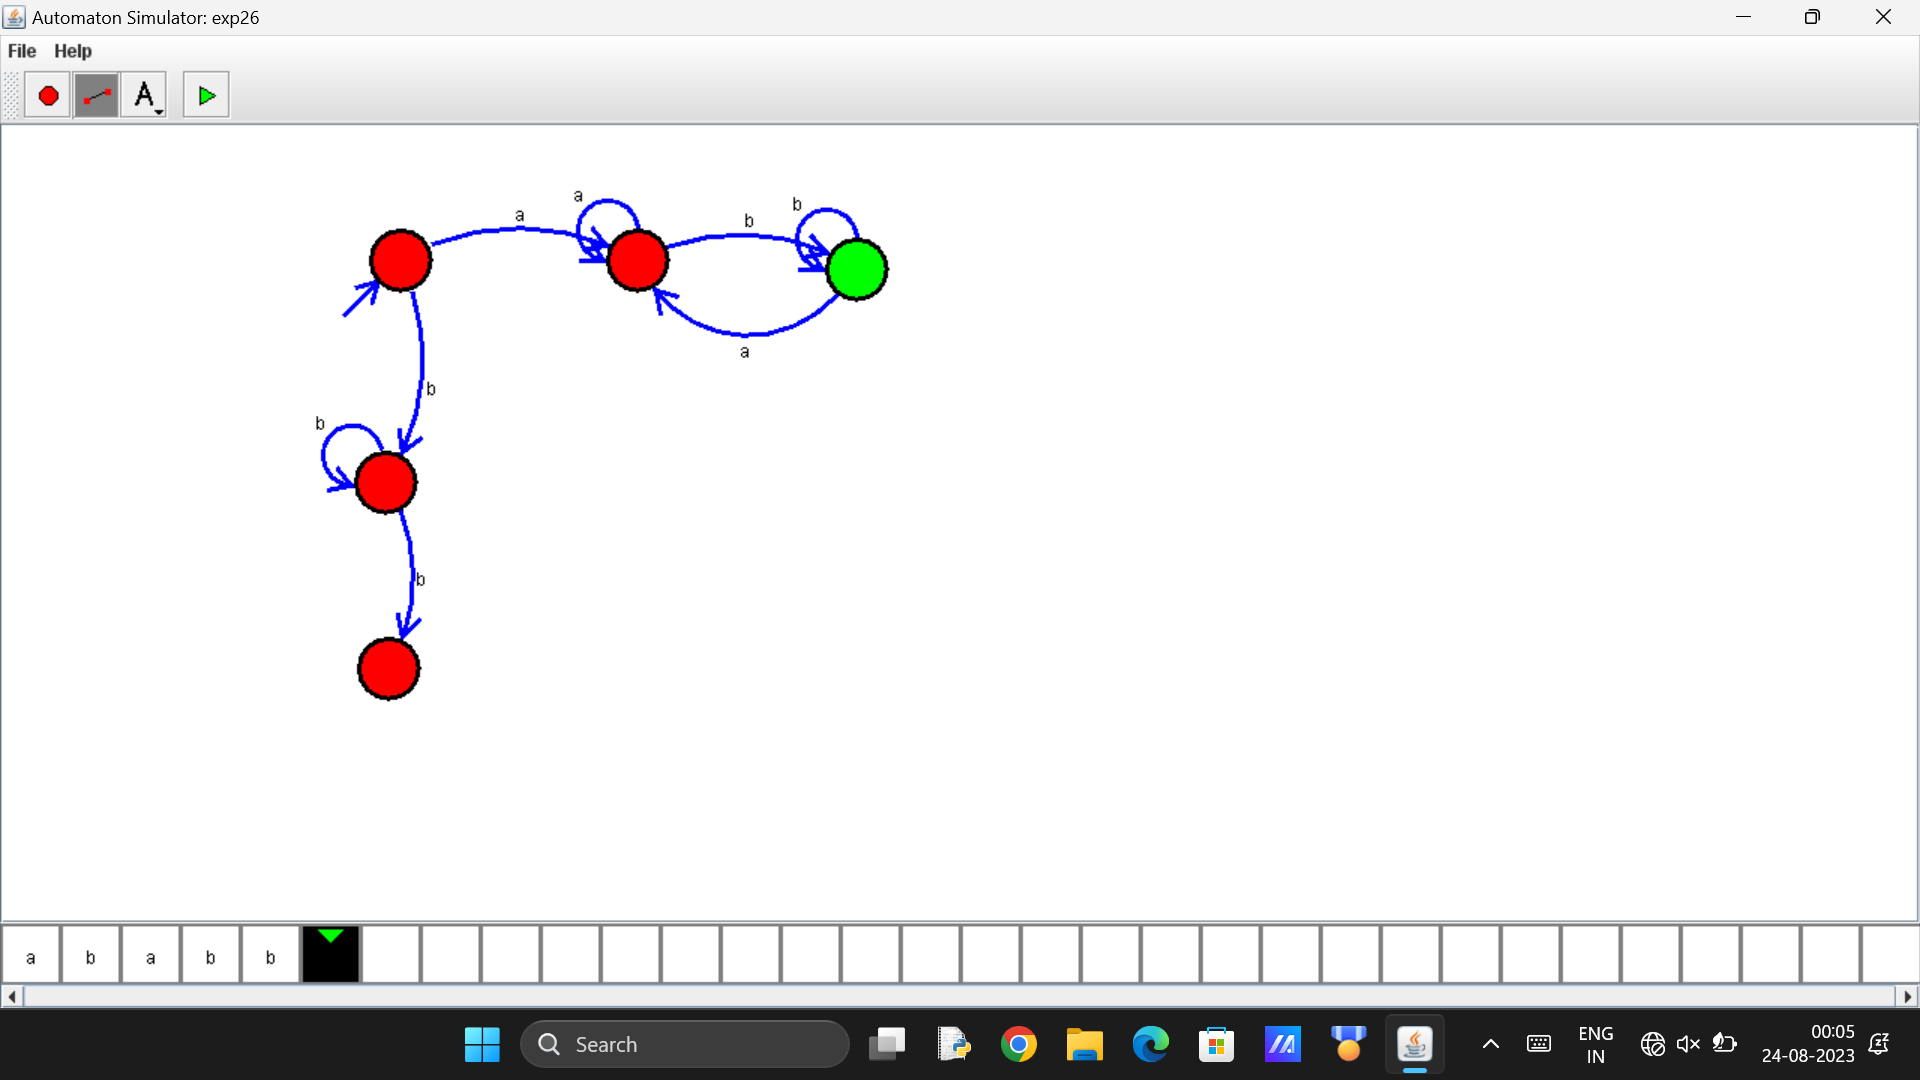 Automaton Simulator: exp26
File Help
A
a
a
b
b
a
b
b
b
a b a b b
Search
ENG
IN
00:05
24-08-2023